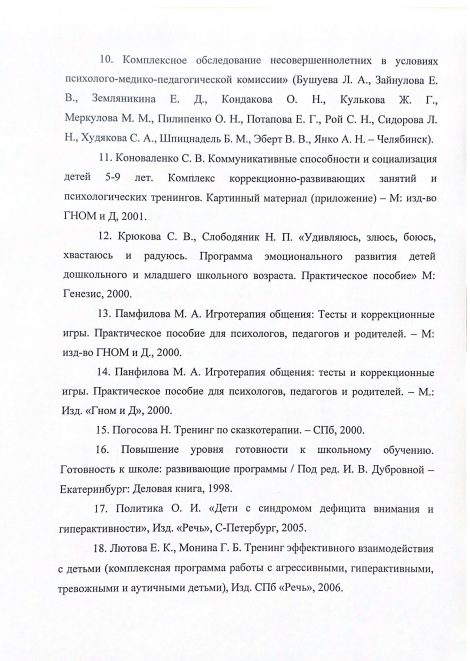 10. Комплексное обследование несовершеннолетних в условиях
психолого-медико-педагогической комиссии» (Бушуева Л. А., Зайнулова Е.
В., Земляникина Е. Д., Кондакова О. Н., Кулькова Ж. Г.,
Меркулова М. М., Пилипенко О. Н., Потапова Е. Г., Рой С. Н., Сидорова Л.
Н., Худякова С. А., Шпицнадель Б. М., Эберт В. В., Янко А. Н. – Челябинск).
11. Коноваленко С. В. Коммуникативные способности и социализация
детей 5-9 лет. Комплекс коррекционно-развивающих занятий и
психологических тренингов. Картинный материал (приложение) – М: изд-во
ГНОМ и Д, 2001.
12. Крюкова С. В., Слободяник Н. П. «Удивляюсь, злюсь, боюсь,
хвастаюсь и радуюсь. Программа эмоционального развития детей
дошкольного и младшего школьного возраста. Практическое пособие» М:
Генезис, 2000.
13. Памфилова М. А. Игротерапия общения: Тесты и коррекционные
игры. Практическое пособие для психологов, педагогов и родителей. – М:
изд-во ГНОМ и Д., 2000.
14. Панфилова М. А. Игротерапия общения: тесты и коррекционные
игры. Практическое пособие для психологов, педагогов и родителей. – М.:
Изд. «Гном и Д», 2000.
15. Погосова Н. Тренинг по сказкотерапии. – СПб, 2000.
16. Повышение уровня готовности к школьному обучению.
Готовность к школе: развивающие программы / Под ред. И. В. Дубровной –
Екатеринбург: Деловая книга, 1998.
17. Политика О. И. «Дети с синдромом дефицита внимания и
гиперактивности», Изд. «Речь», С-Петербург, 2005.
18. Лютова Е. К., Монина Г. Б. Тренинг эффективного взаимодействия
с детьми (комплексная программа работы с агрессивными, гиперактивными,
тревожными и аутичными детьми), Изд. СПб «Речь», 2006.